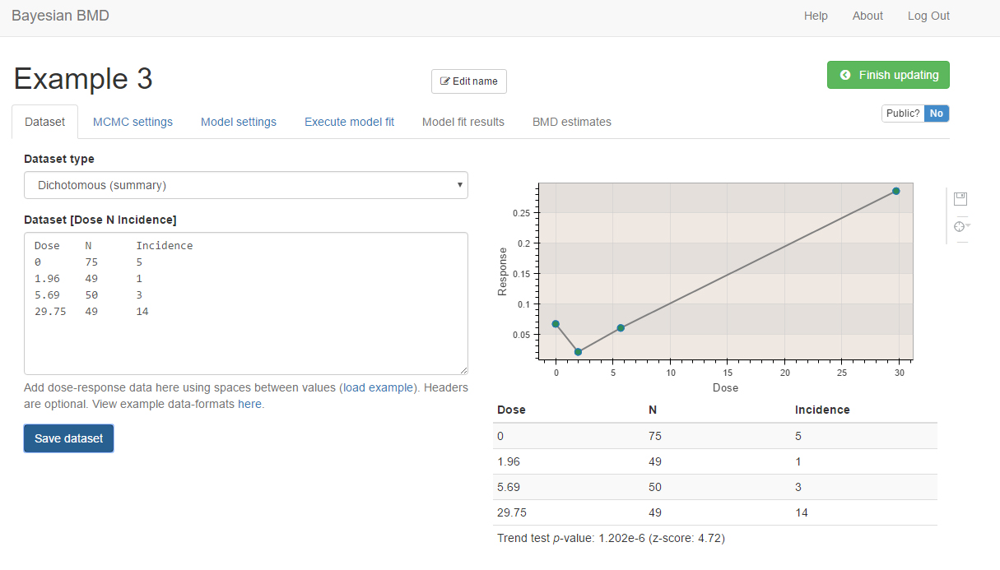 Bayesian BMD
Help About Log Out
Example 3
Edit name
Finish updating
Dataset MCMC settings Model settings Execute model fit Model fit results BMD estimates
Public? No
Dataset type
Dichotomous (summary)
Dataset [Dose N Incidence]
Dose N Incidence
0 75 5
1.96 49 1
5.69 50 3
29.75 49 14
Add dose-response data here using spaces between values (load example). Headers
are optional. View example data-formats here.
Save dataset
Response
0.25
0.2
0.15
0.1
0.05
0 5 10 15 20 25 30
Dose
Dose N Incidence
0 75 5
1.96 49 1
5.69 50 3
29.75 49 14
Trend test p-value: 1.202e-6 (z-score: 4.72)